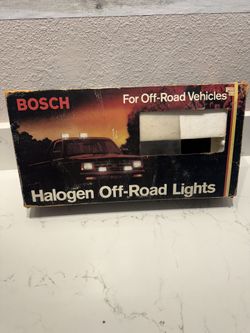 BOSCH
For Off-Road Vehicles
Halogen Off-Road Lights